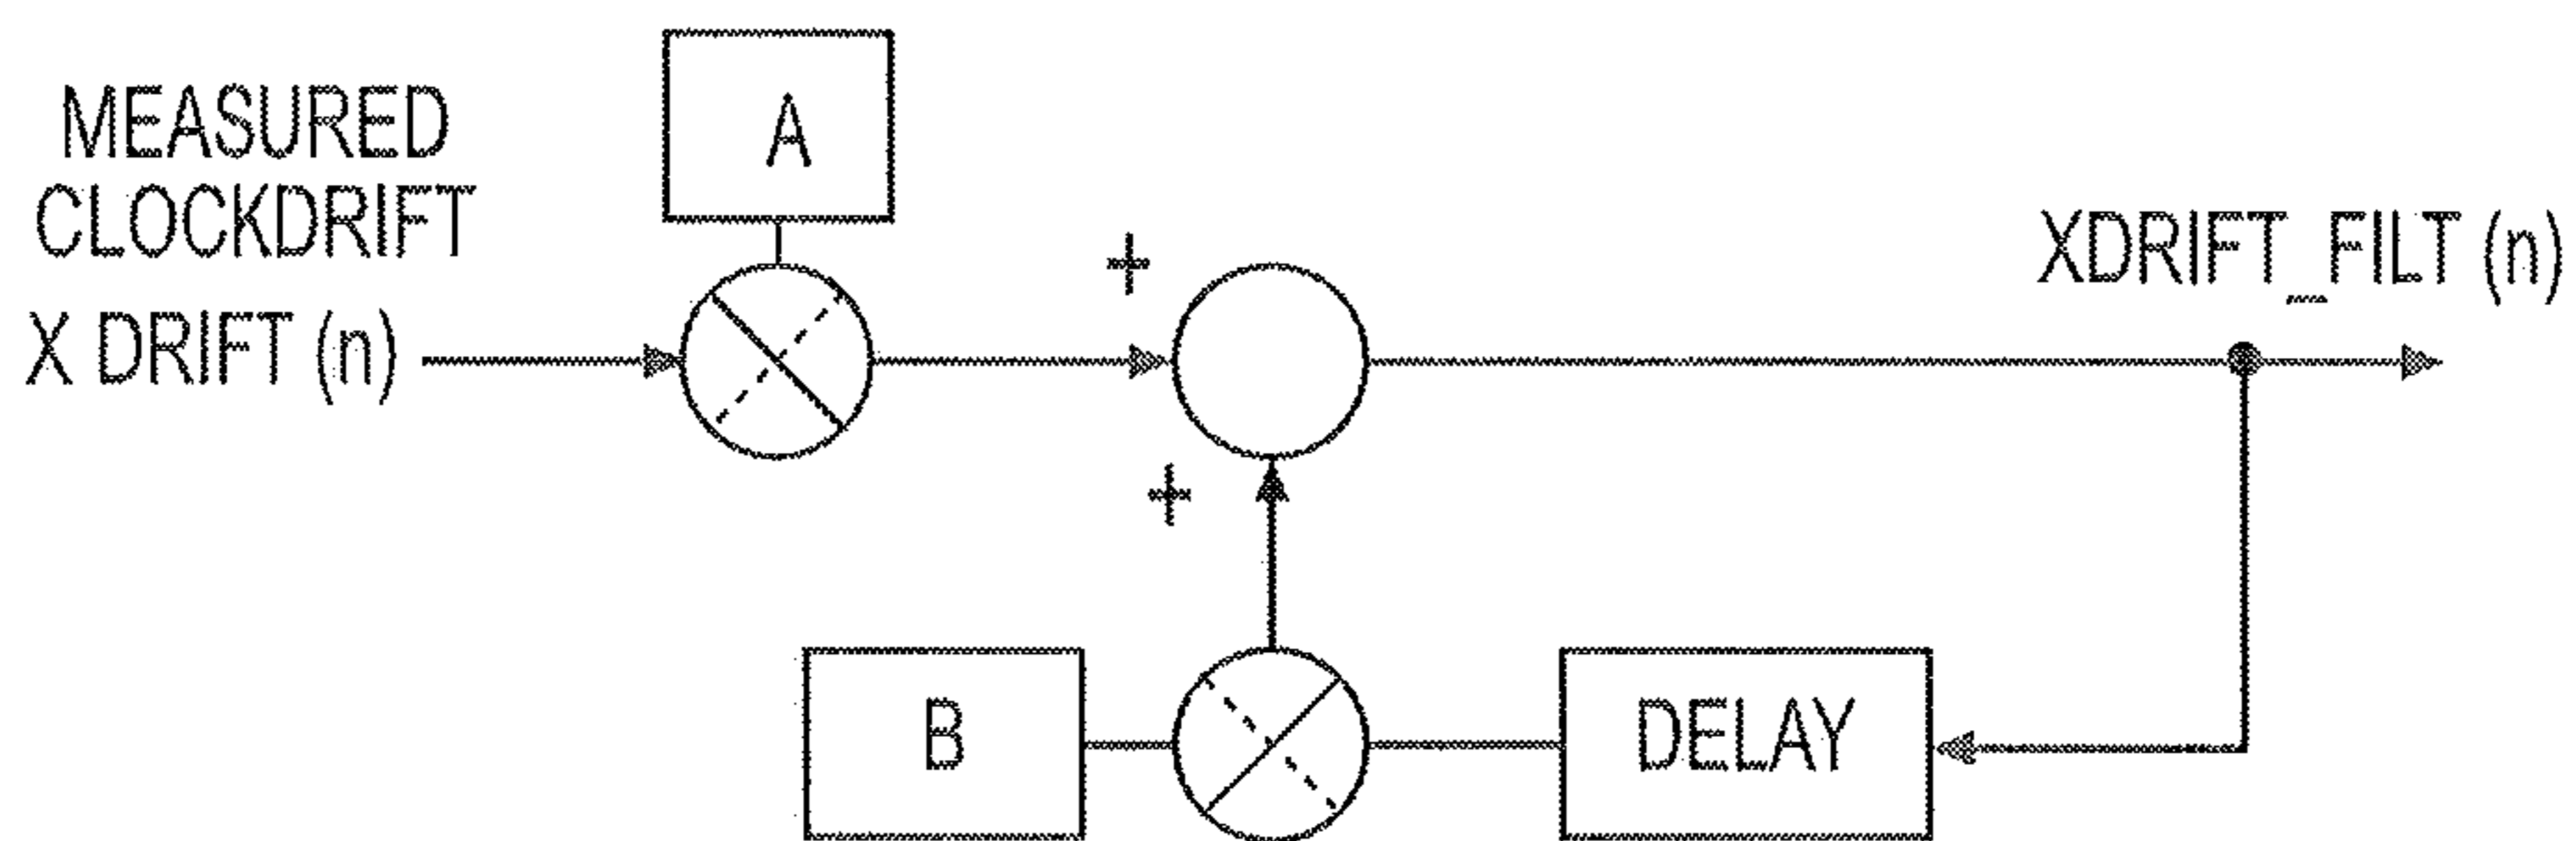 A
MEASURED
CLOCKDRIFT
X DRIFT (n)
+
XDRIFT_FILT (n)
+
B
DELAY